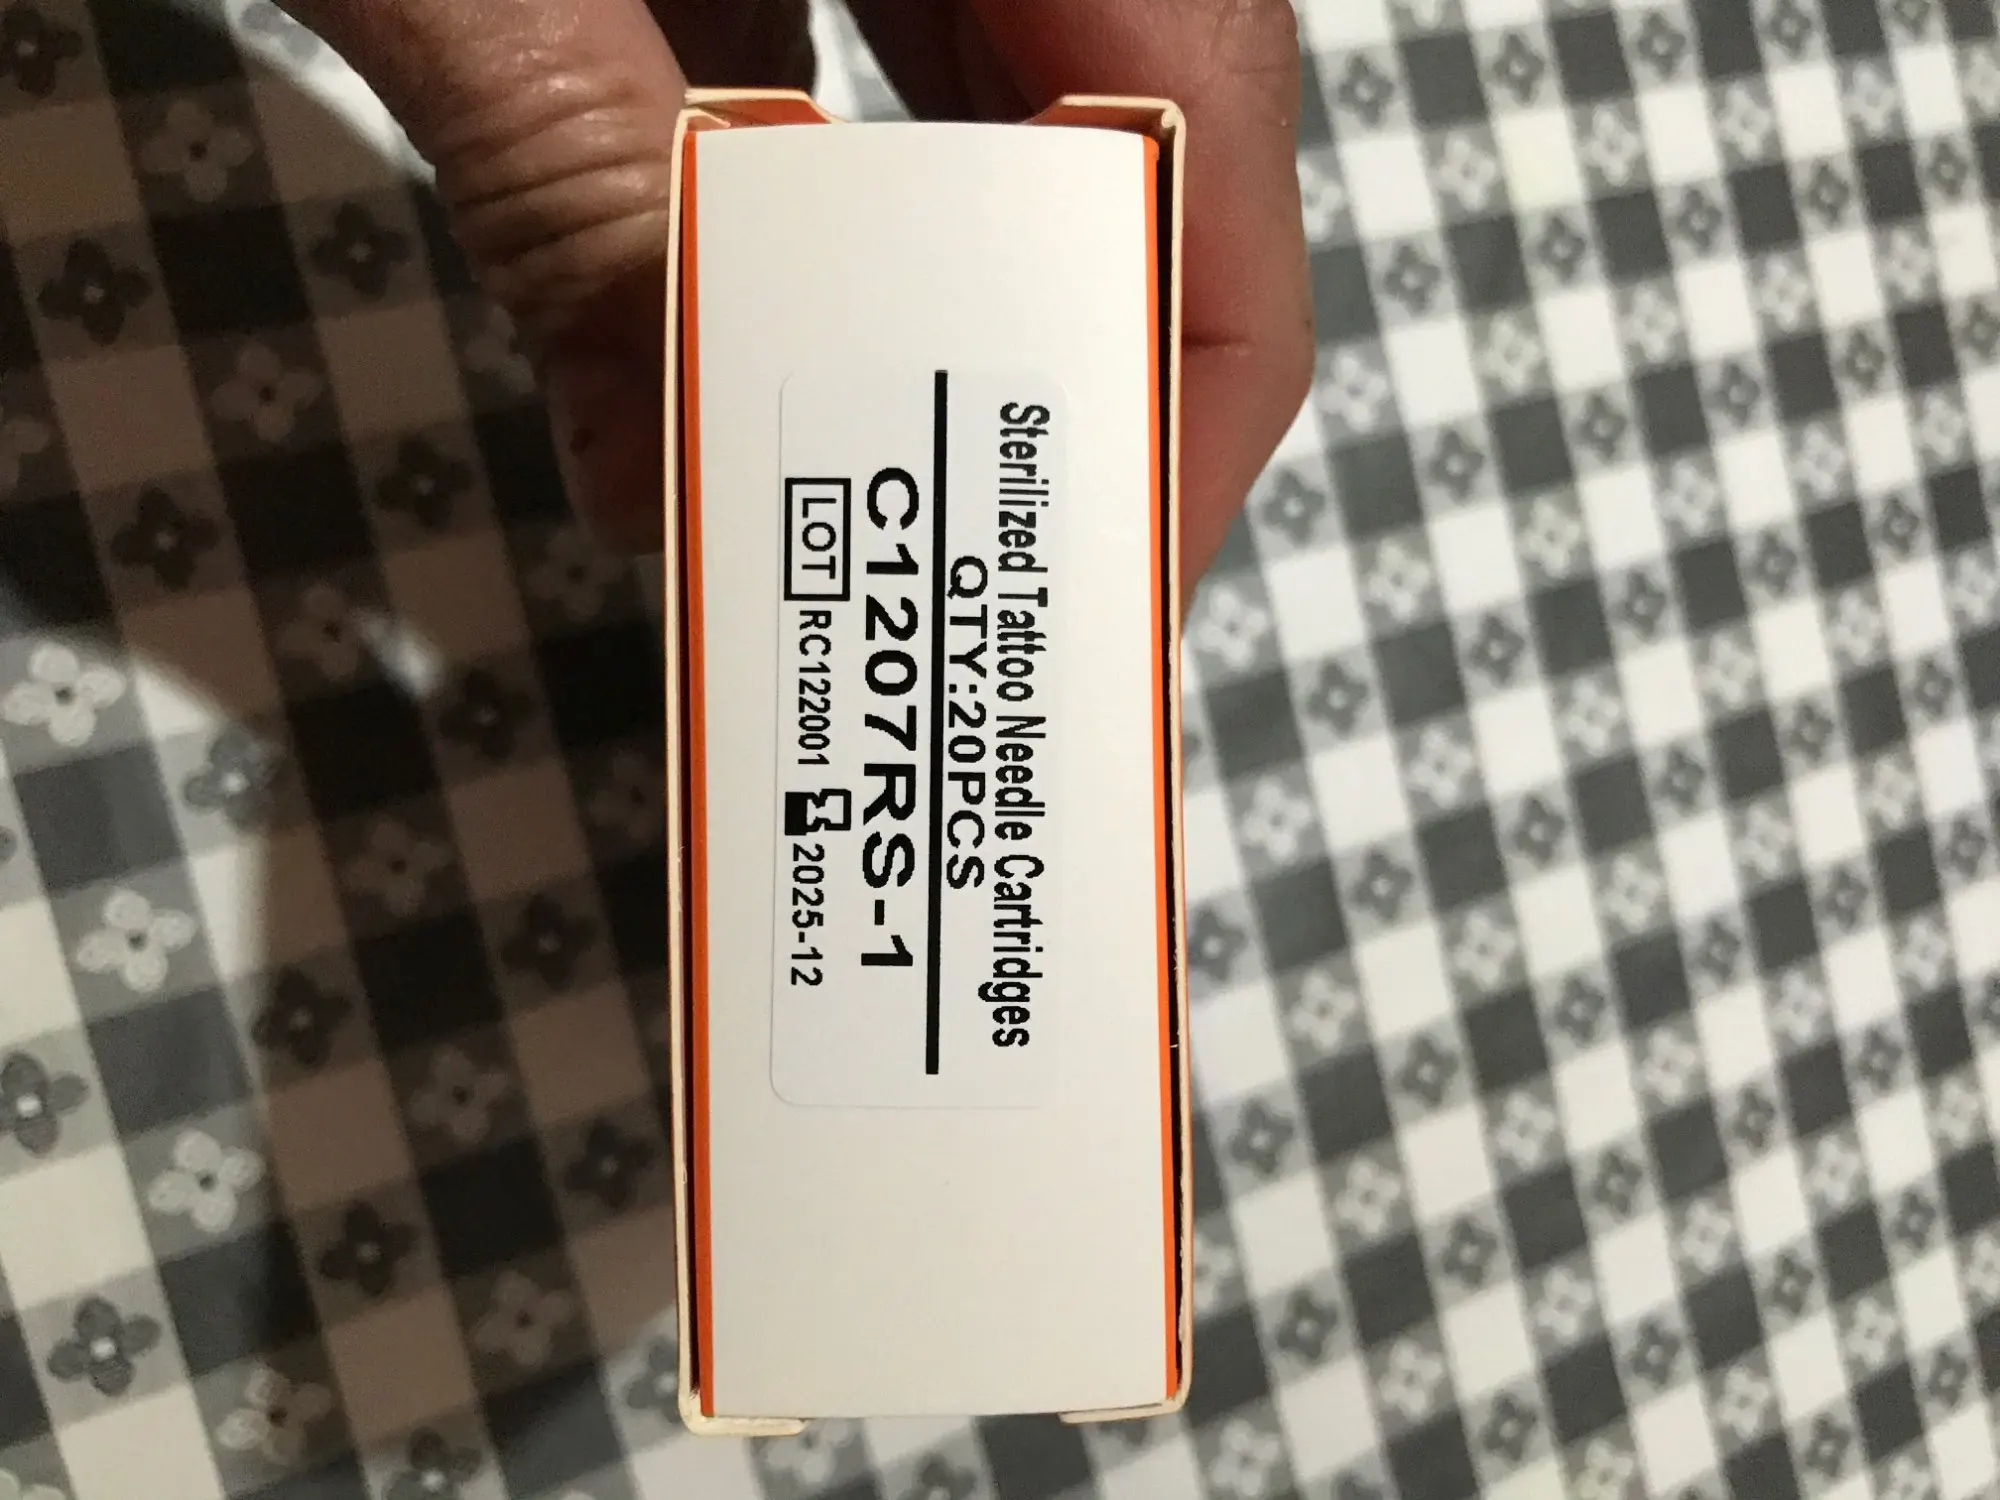 Sterilized Tattoo Needle Cartridges
QTY:20PCS
C1207RS-1
LOT RC122001 2025-12